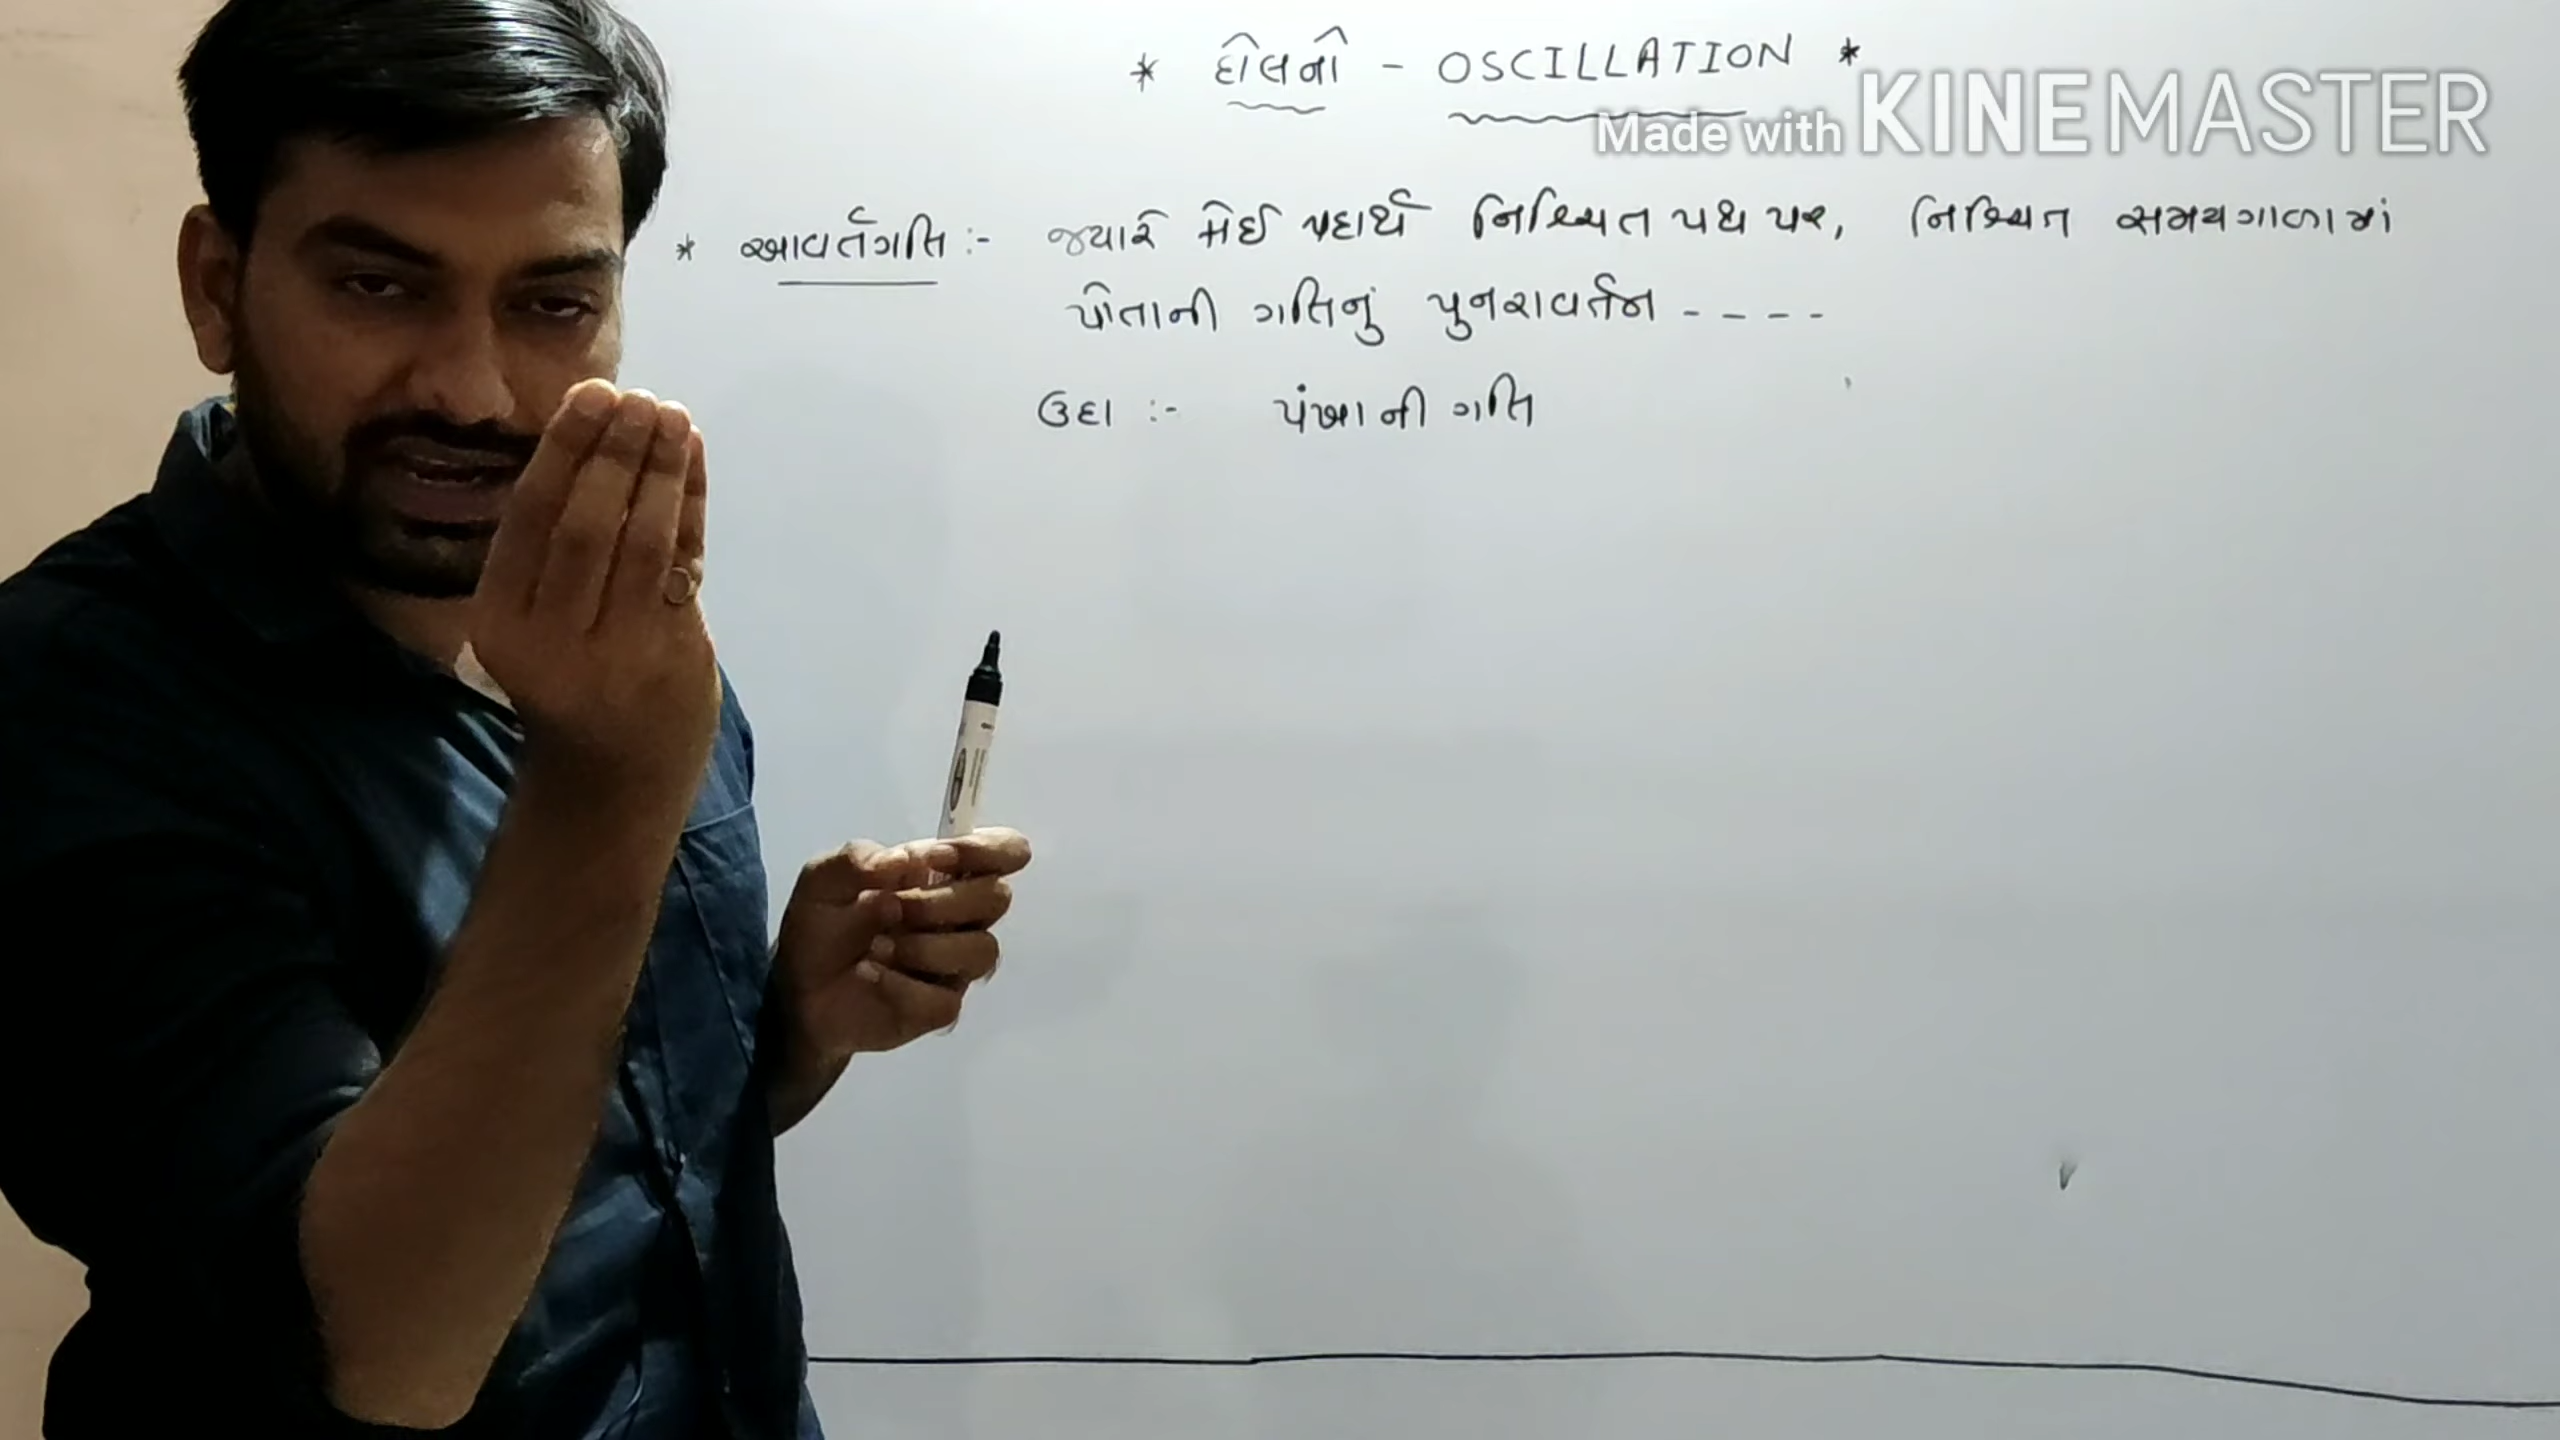 * દોલનો - OSCILLATION *
Made with KINEMASTER
* આવર્તગતિ :- જ્યારે કોઈ પદાર્થ નિશ્ચિત પથ પર, નિશ્ચિત સમયગાળામાં
પોતાની ગતિનું પુનરાવર્તન - - - -
ઉદા :- પંખાની ગતિ